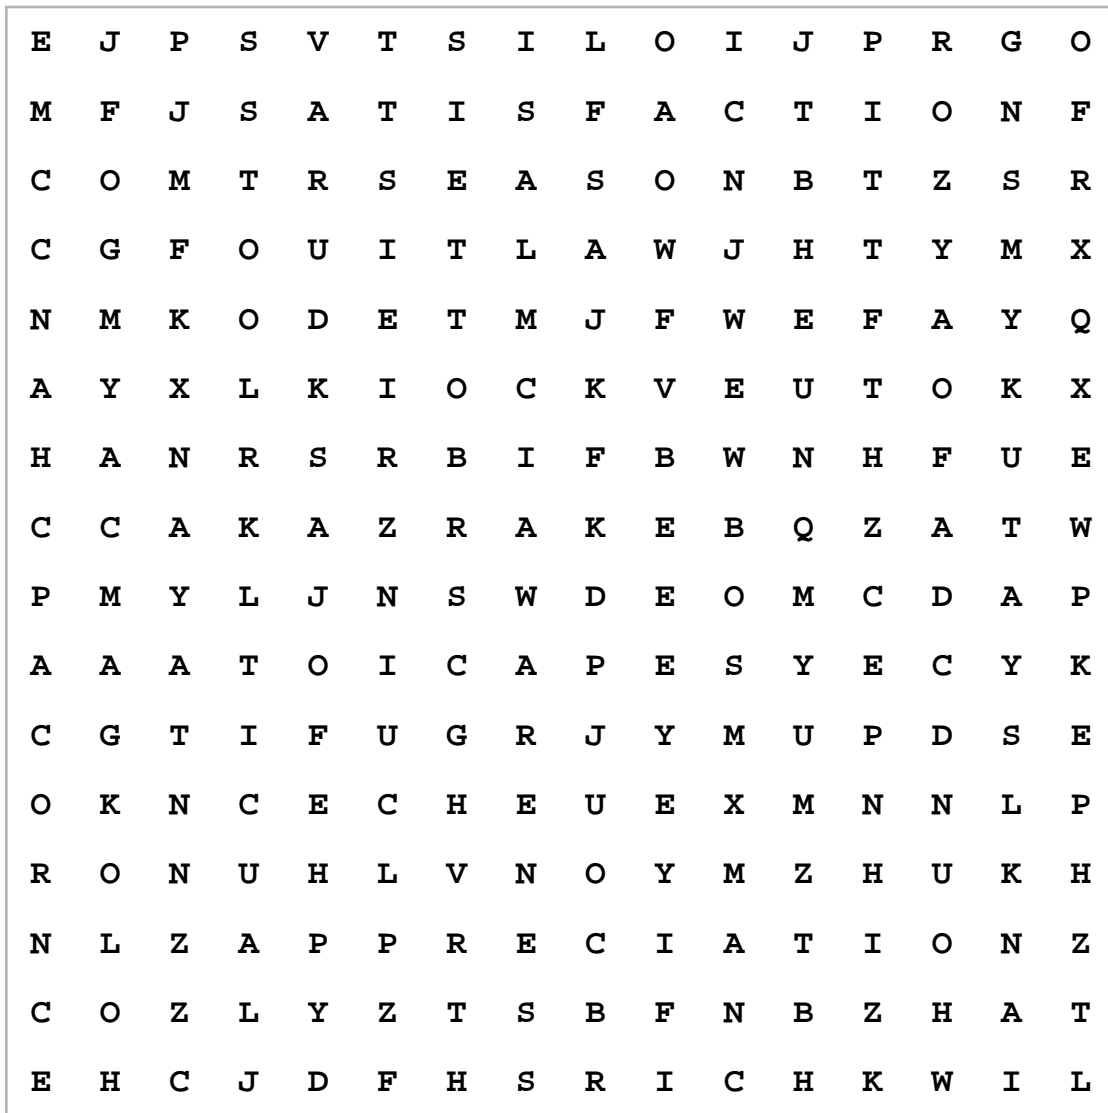 E J P S V T S I L O I J P R G O
M F J S A T I S F A C T I O N F
C O M T R S E A S O N B T Z S R
C G F O U I T L A W J H T Y M X
N M K O D E T M J F W E F A Y Q
A Y X L K I O C K V E U T O K X
H A N R S R B I F B W N H F U E
C C A K A Z R A K E B Q Z A T W
P M Y L J N S W D E O M C D A P
A A A T O I C A P E S Y E C Y K
C G T I F U G R J Y M U P D S E
O K N C E C H E U E X M N N L P
R O N U H L V N O Y M Z H U K H
N L Z A P P R E C I A T I O N Z
C O Z L Y Z T S B F N B Z H A T
E H C J D F H S R I C H K W I L